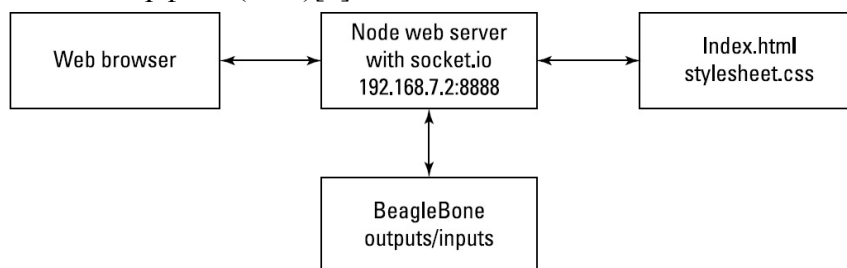 Web browser
Node web server
with socket.io
192.168.7.2:8888
Index.html
stylesheet.css
BeagleBone
outputs/inputs